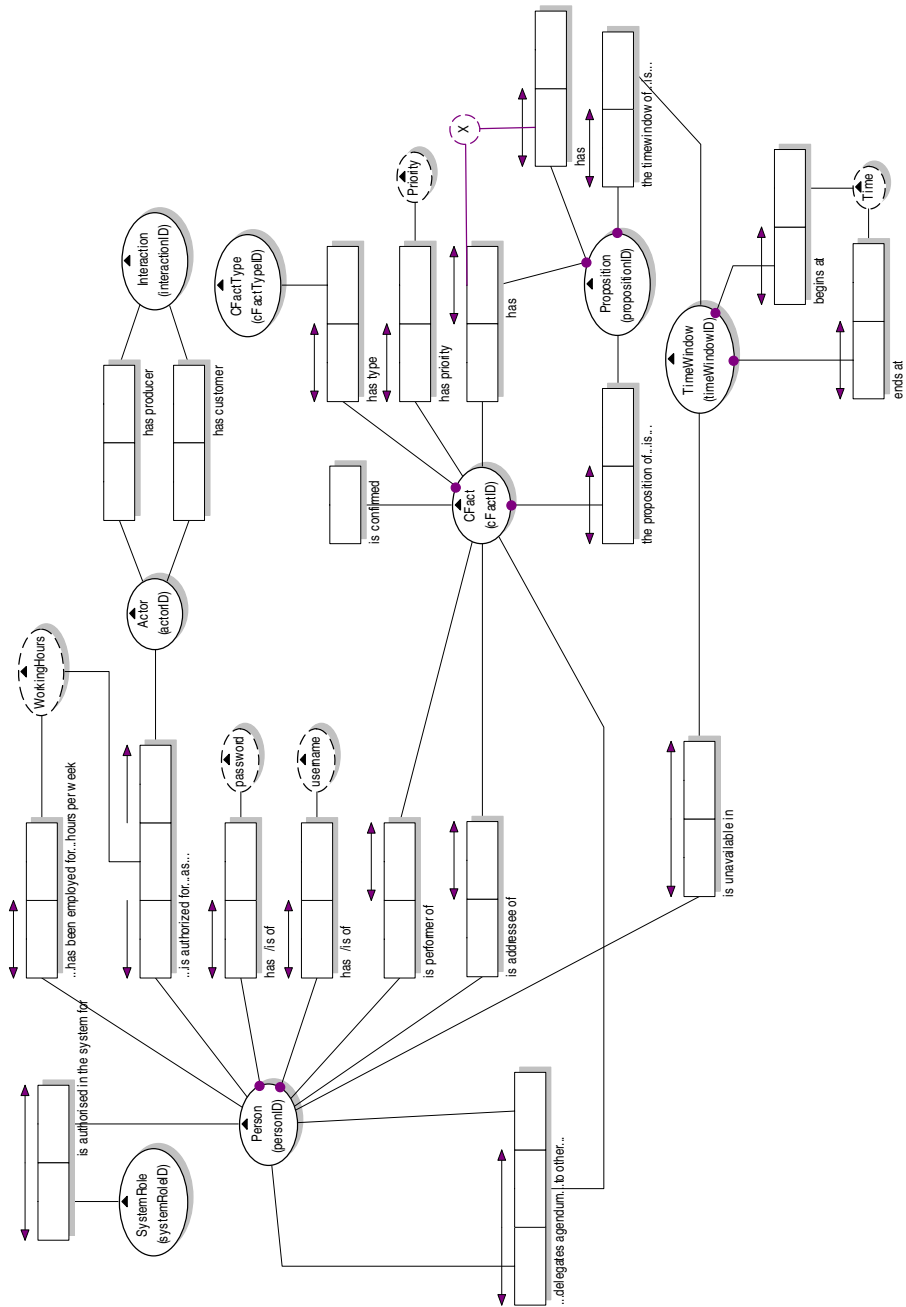 ...has been employed for...hours per week
WorkingHours
is authorised in the system for
SystemRole
(systemRoleID)
...is authorized for...as...
Actor
(actorID)
has producer
has customer
Interaction
(interactionID)
Person
(personID)
has /is of
password
has /is of
username
is performer of
is addressee of
...delegates agendum...to other...
is unavailable in
is confirmed
CFact
(cFactID)
CFactType
(cFactTypeID)
has type
Priority
has priority
has
X
has
Proposition
(propositionID)
the proposition of...is...
the timewindow of...is...
TimeWindow
(timeWindowID)
begins at
Time
ends at